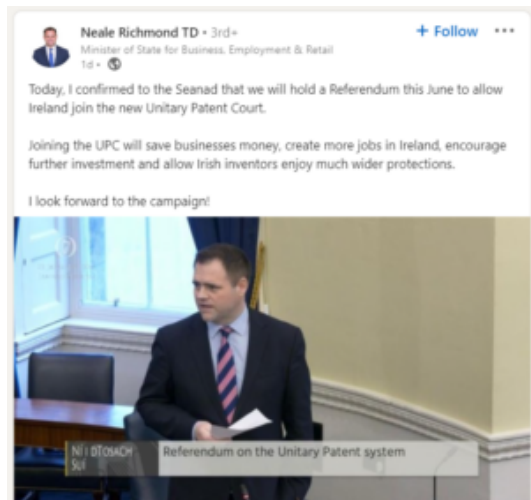 Neale Richmond TD • 3rd+
+ Follow •••
Minister of State for Business, Employment & Retail
1d •
Today, I confirmed to the Seanad that we will hold a Referendum this June to allow
Ireland join the new Unitary Patent Court.
Joining the UPC will save businesses money, create more jobs in Ireland, encourage
further investment and allow Irish inventors enjoy much wider protections.
I look forward to the campaign!
NÍ I DTOSACH
SUÍ
Referendum on the Unitary Patent system